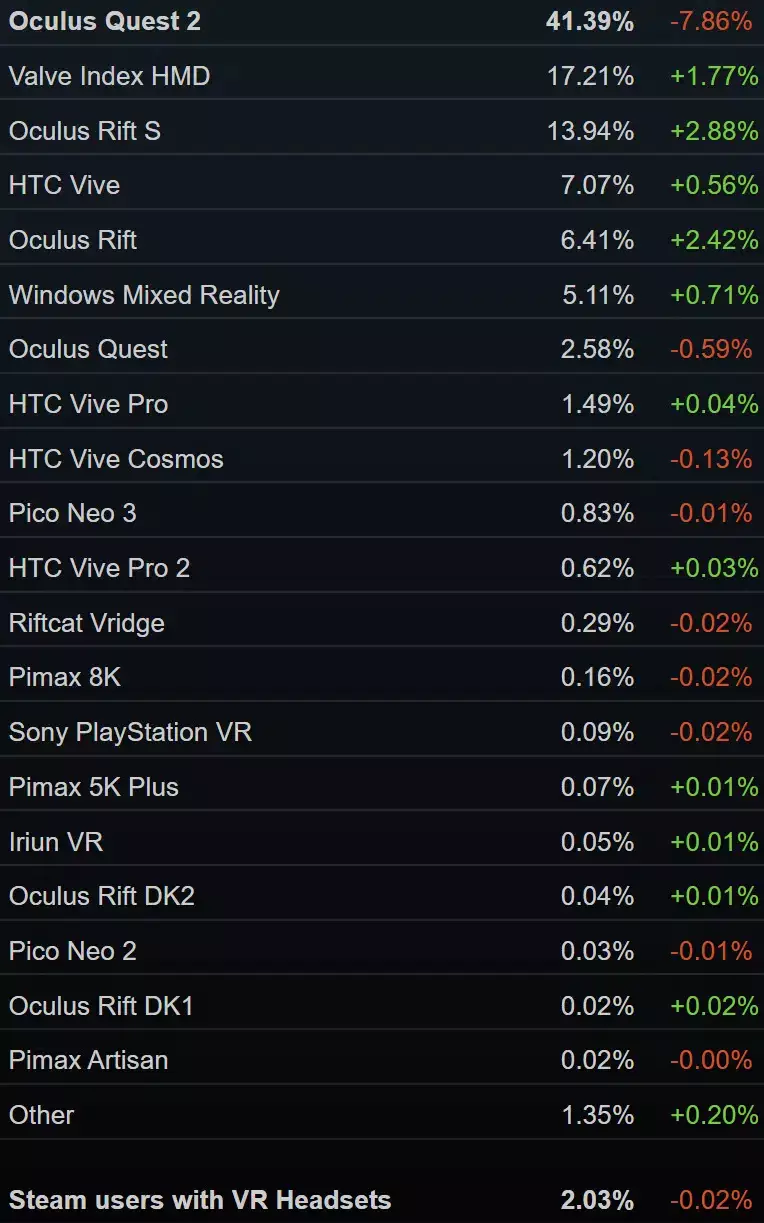 Oculus Quest 2 41.39% -7.86%
Valve Index HMD 17.21% +1.77%
Oculus Rift S 13.94% +2.88%
HTC Vive 7.07% +0.56%
Oculus Rift 6.41% +2.42%
Windows Mixed Reality 5.11% +0.71%
Oculus Quest 2.58% -0.59%
HTC Vive Pro 1.49% +0.04%
HTC Vive Cosmos 1.20% -0.13%
Pico Neo 3 0.83% -0.01%
HTC Vive Pro 2 0.62% +0.03%
Riftcat Vridge 0.29% -0.02%
Pimax 8K 0.16% -0.02%
Sony PlayStation VR 0.09% -0.02%
Pimax 5K Plus 0.07% +0.01%
Iriun VR 0.05% +0.01%
Oculus Rift DK2 0.04% +0.01%
Pico Neo 2 0.03% -0.01%
Oculus Rift DK1 0.02% +0.02%
Pimax Artisan 0.02% -0.00%
Other 1.35% +0.20%
Steam users with VR Headsets 2.03% -0.02%